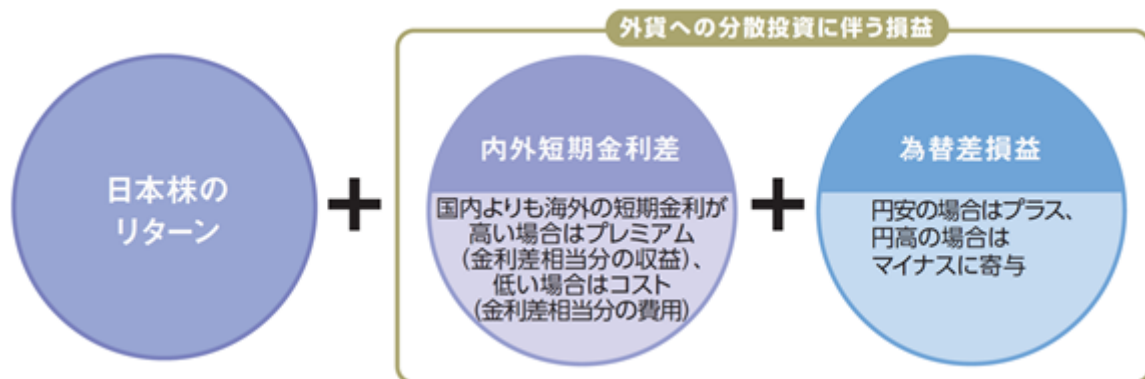 外貨への分散投資に伴う損益
日本株の
リターン
+
内外短期金利差
国内よりも海外の短期金利が
高い場合はプレミアム
(金利差相当分の収益)、
低い場合はコスト
(金利差相当分の費用)
+
為替差損益
円安の場合はプラス、
円高の場合は
マイナスに寄与